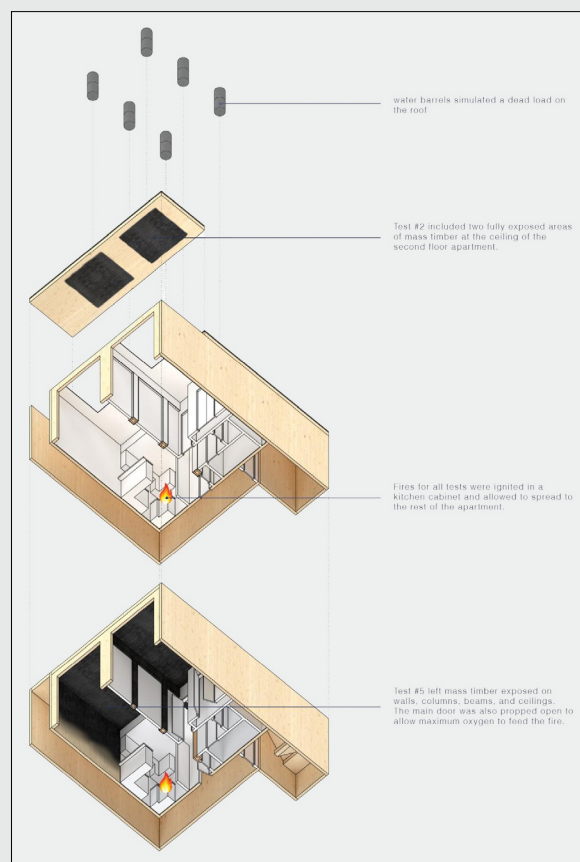 water barrels simulated a dead load on
the roof
Test #2 included two fully exposed areas
of mass timber at the ceiling of the
second floor apartment.
Fires for all tests were ignited in a
kitchen cabinet and allowed to spread to
the rest of the apartment.
Test #5 left mass timber exposed on
walls, columns, beams, and ceilings.
The main door was also propped open to
allow maximum oxygen to feed the fire.